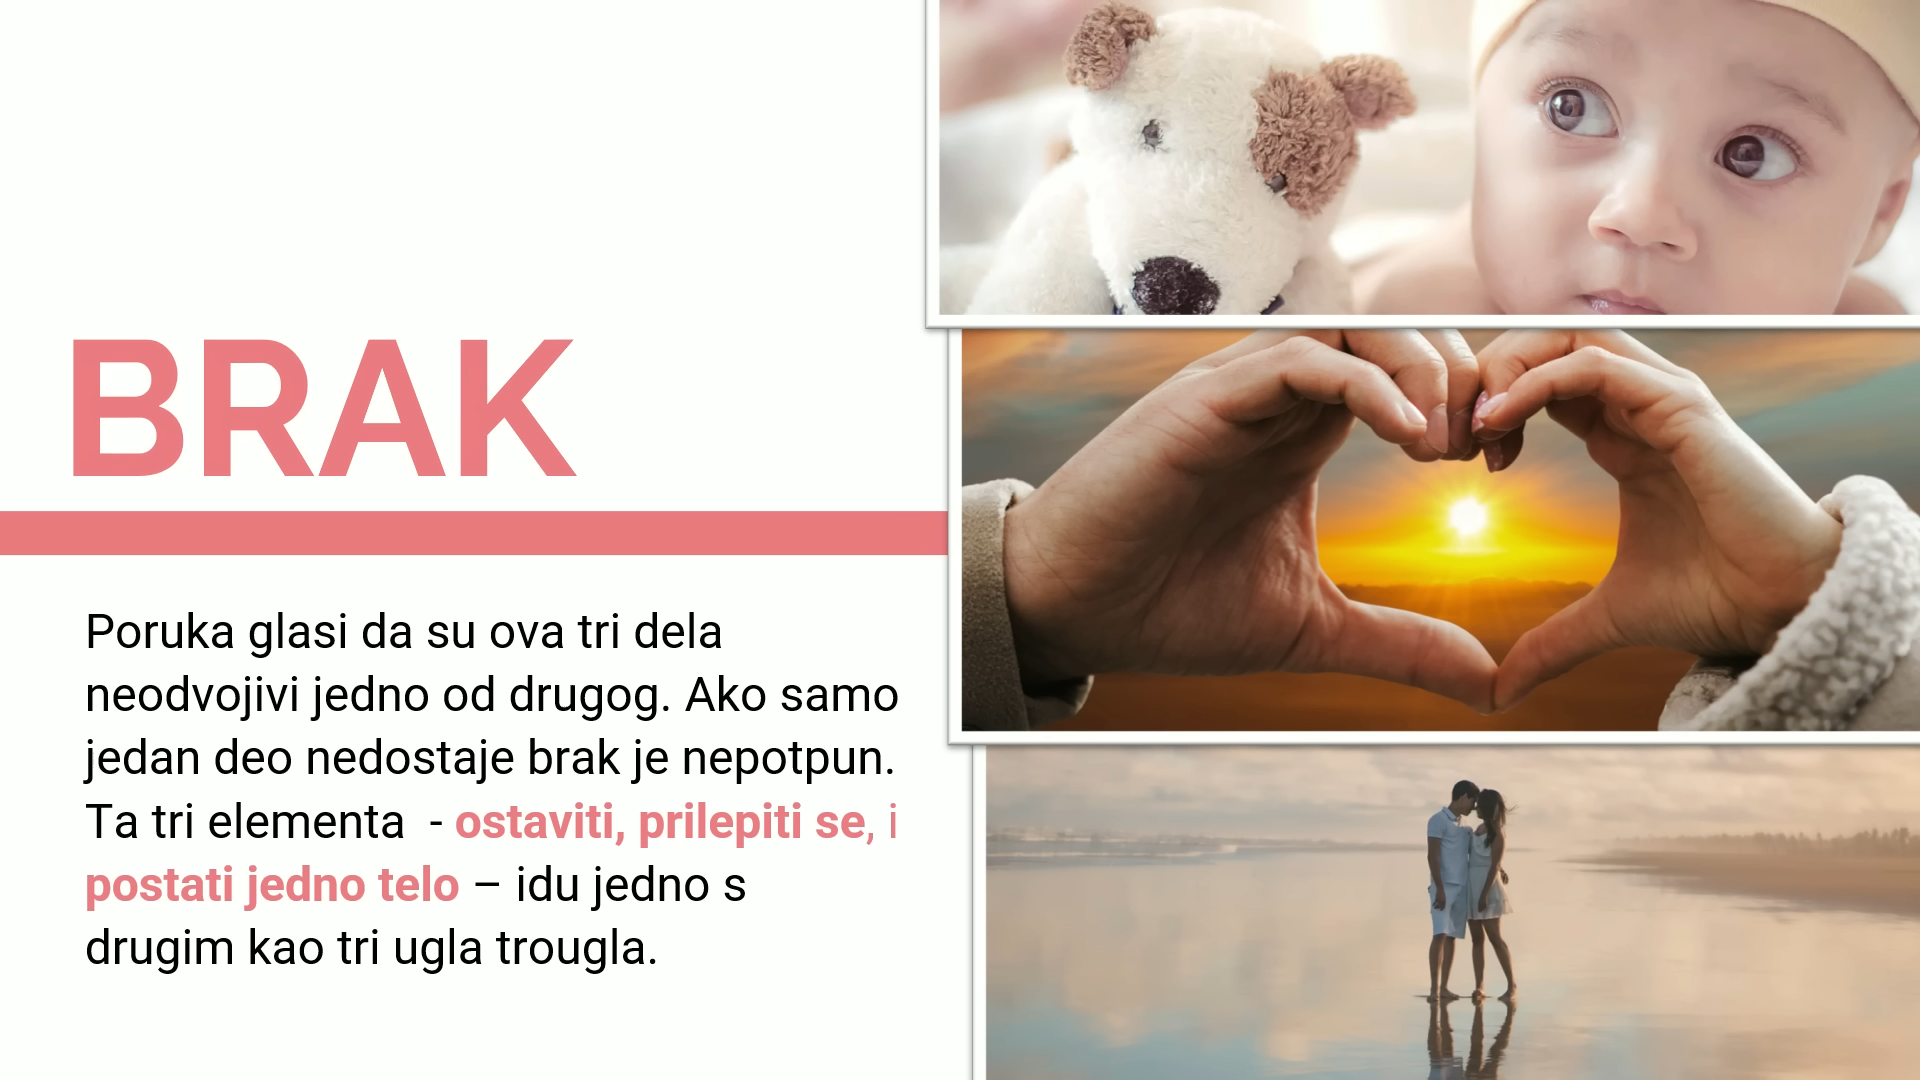 BRAK
Poruka glasi da su ova tri dela
neodvojivi jedno od drugog. Ako samo
jedan deo nedostaje brak je nepotpun.
Ta tri elementa  - ostaviti, prilepiti se, i
postati jedno telo – idu jedno s
drugim kao tri ugla trougla.